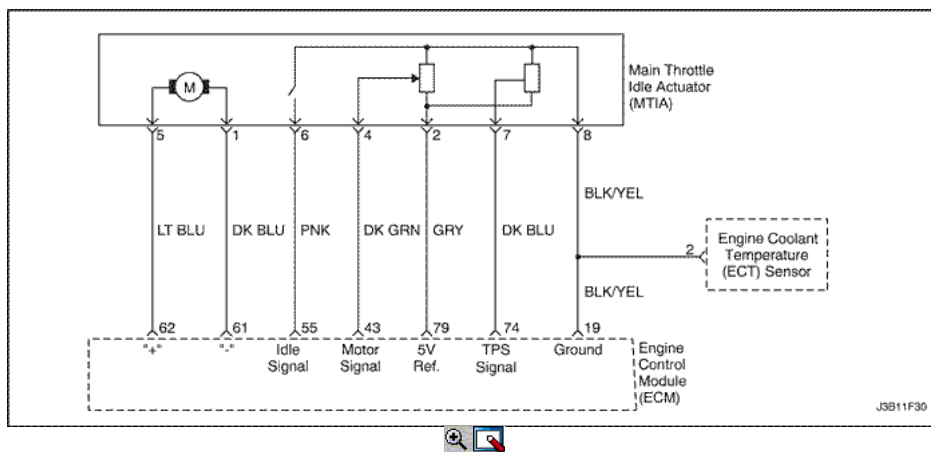 M
Main Throttle
Idle Actuator
(MTIA)
5 1 6 4 2 7 8
BLK/YEL
LT BLU DK BLU PNK DK GRN GRY DK BLU
2
Engine Coolant
Temperature
(ECT) Sensor
BLK/YEL
62 61 55 43 79 74 19
"+" "-" Idle Signal Motor Signal 5V Ref. TPS Signal Ground
Engine
Control
Module
(ECM)
J3B11F30